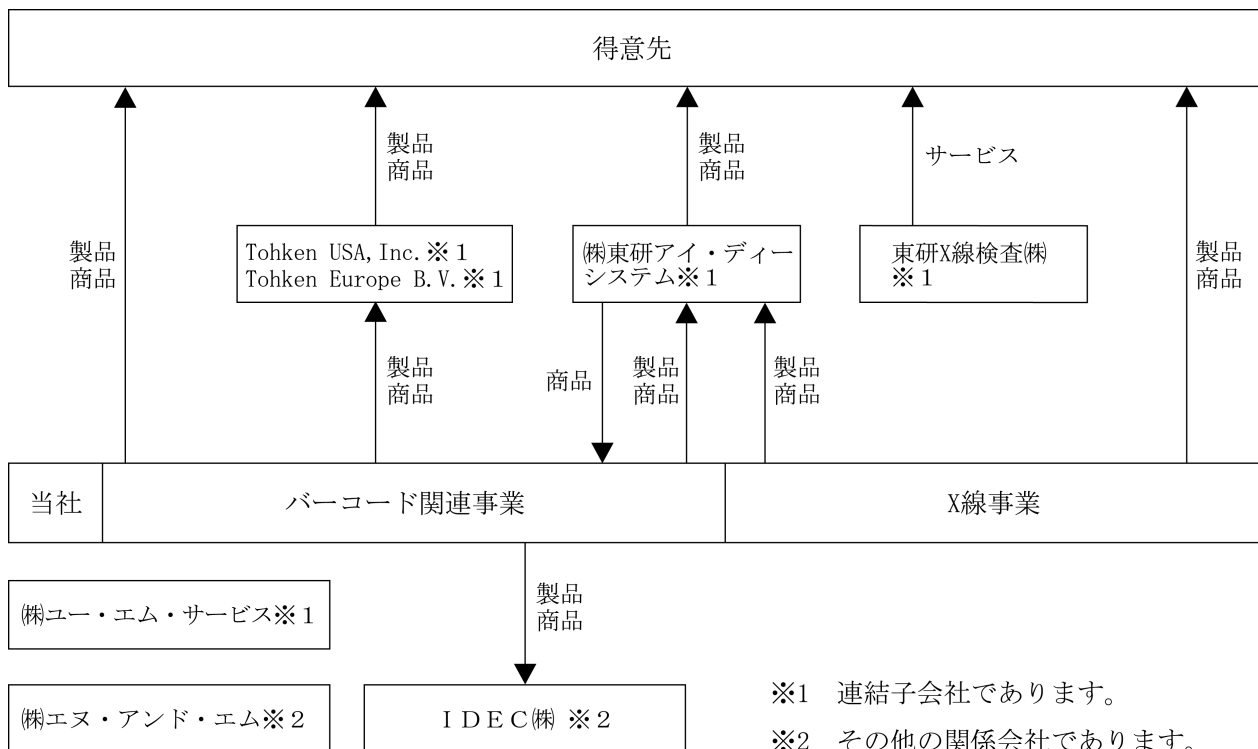 得意先
製品
商品
製品
商品
サービス
製品
商品
Tohken USA,Inc.※1
Tohken Europe B.V.※1
㈱東研アイ・ディー
システム※1
東研X線検査㈱
※1
製品
商品
製品
商品
商品
製品
商品
製品
商品
当社
バーコード関連事業
X線事業
製品
商品
㈱ユー・エム・サービス※1
㈱エヌ・アンド・エム※2
ＩＤＥＣ㈱ ※2
※1 連結子会社であります。
※2 その他の関係会社であります。